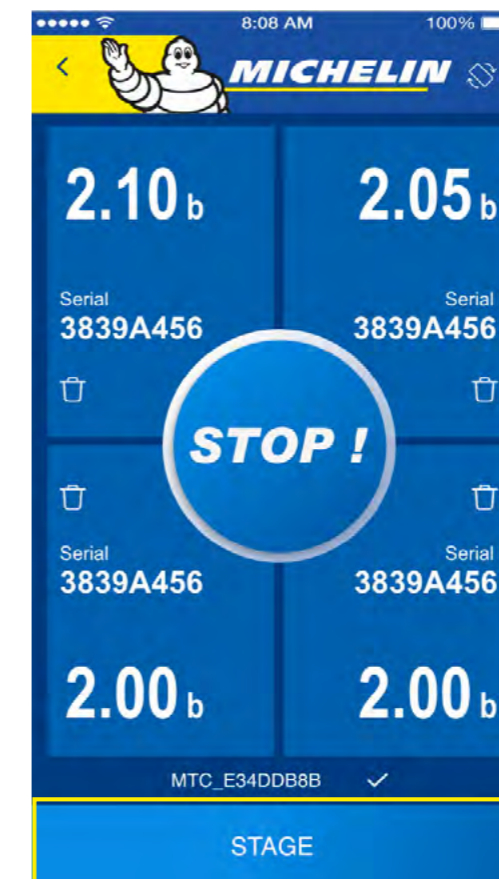 8:08 AM 100%
MICHELIN
2.10 b 2.05 b
Serial Serial
3839A456 3839A456
STOP !
Serial Serial
3839A456 3839A456
2.00 b 2.00 b
MTC_E34DDB8B
STAGE